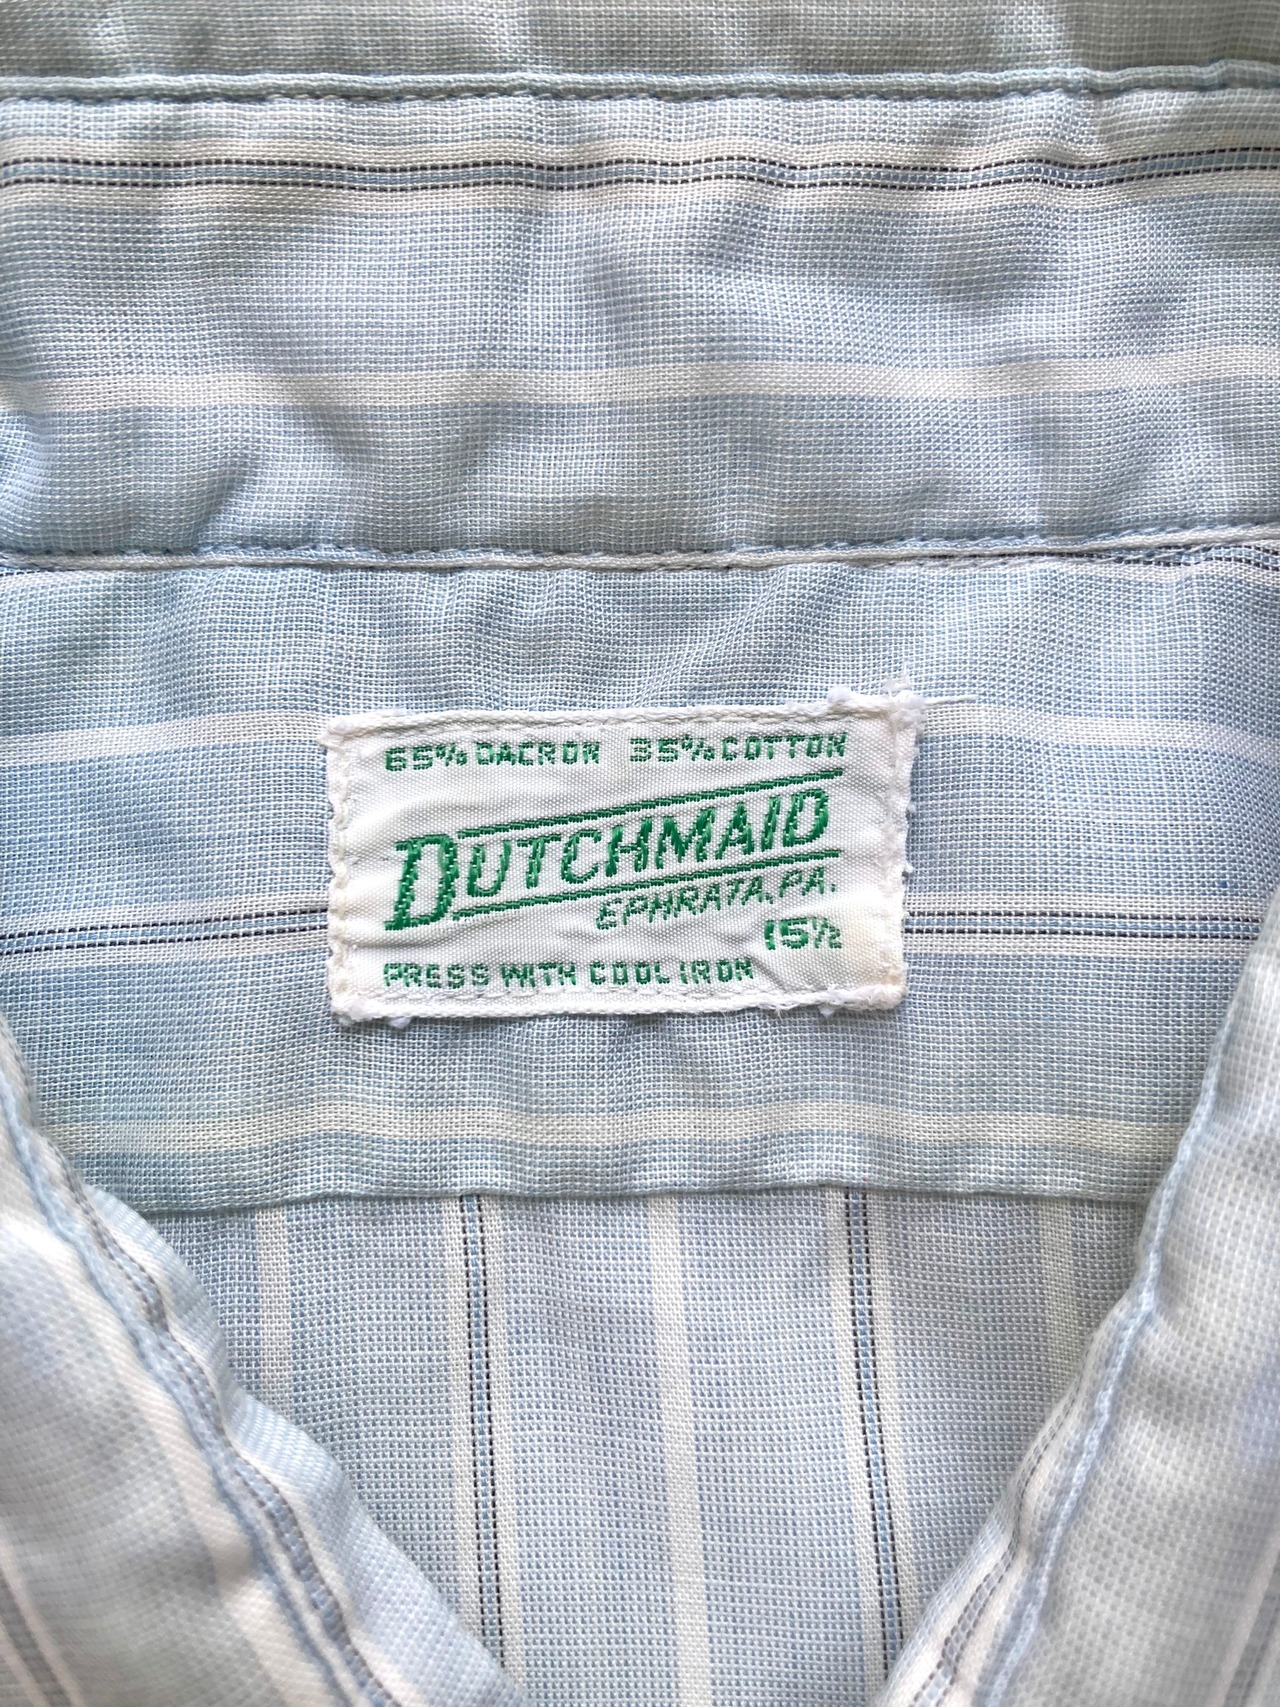 65% DACRON 35% COTTON
DUTCHMAID
EPHRATA, PA.
15½
PRESS WITH COOL IRON